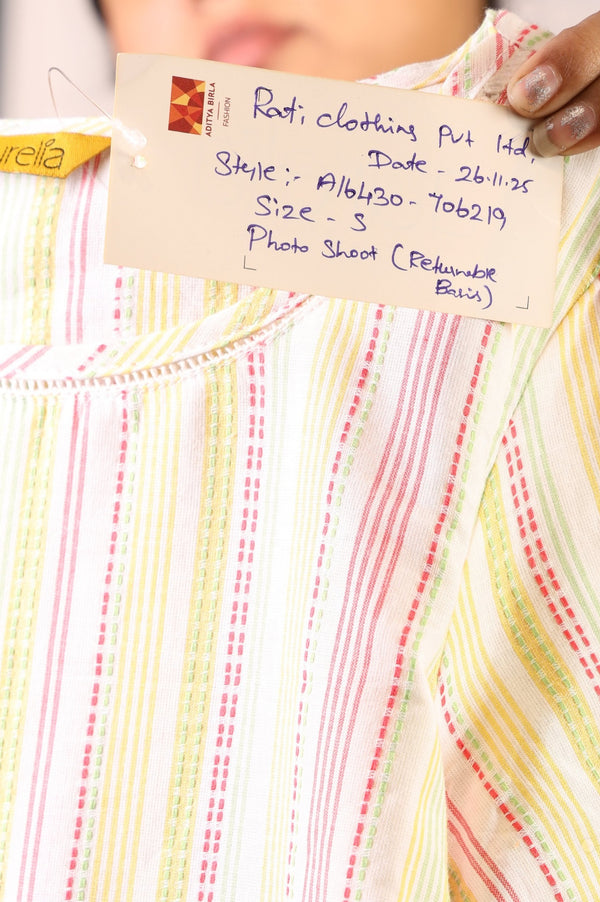 urelia
ADITYA BIRLA
FASHION
Rati clothing Pvt ltd,
Date - 26.11.25
Style:- A16430-706219
Size - S
Photo Shoot (Returnable
Basis)